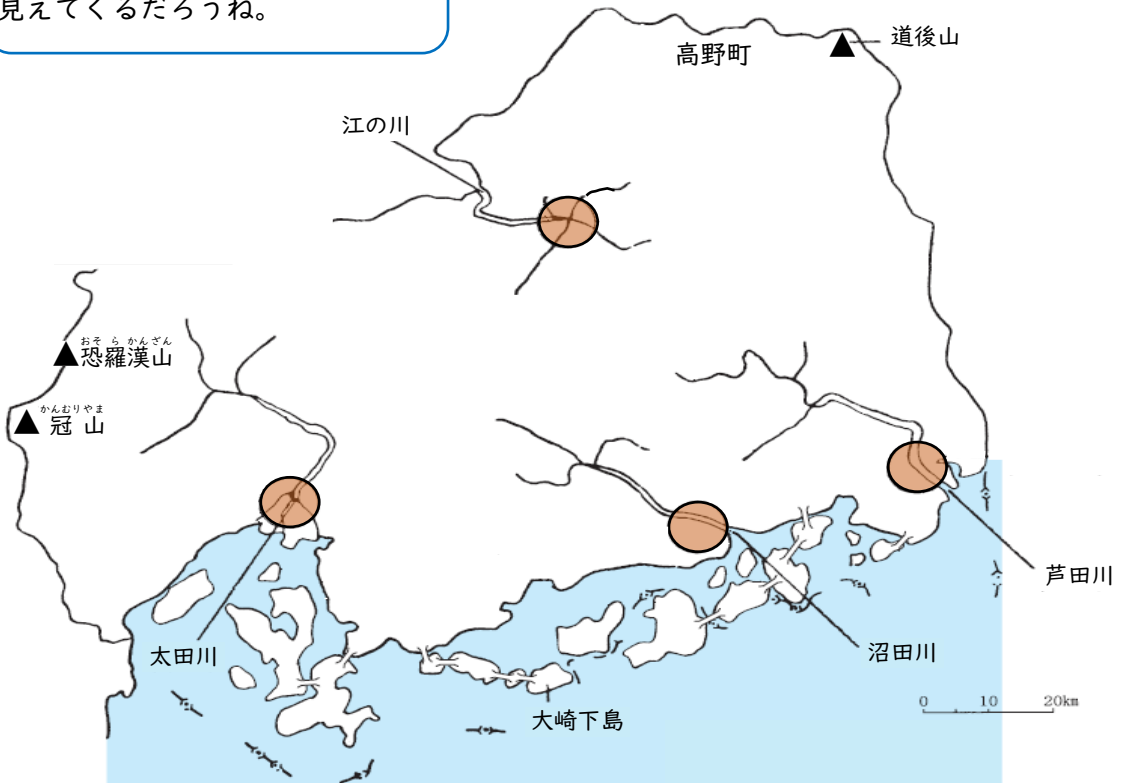 見えてくるだろうね。
高野町
道後山
江の川
おそらかんざん
恐羅漢山
かんむりやま
冠山
芦田川
太田川
沼田川
大崎下島
0 10 20km